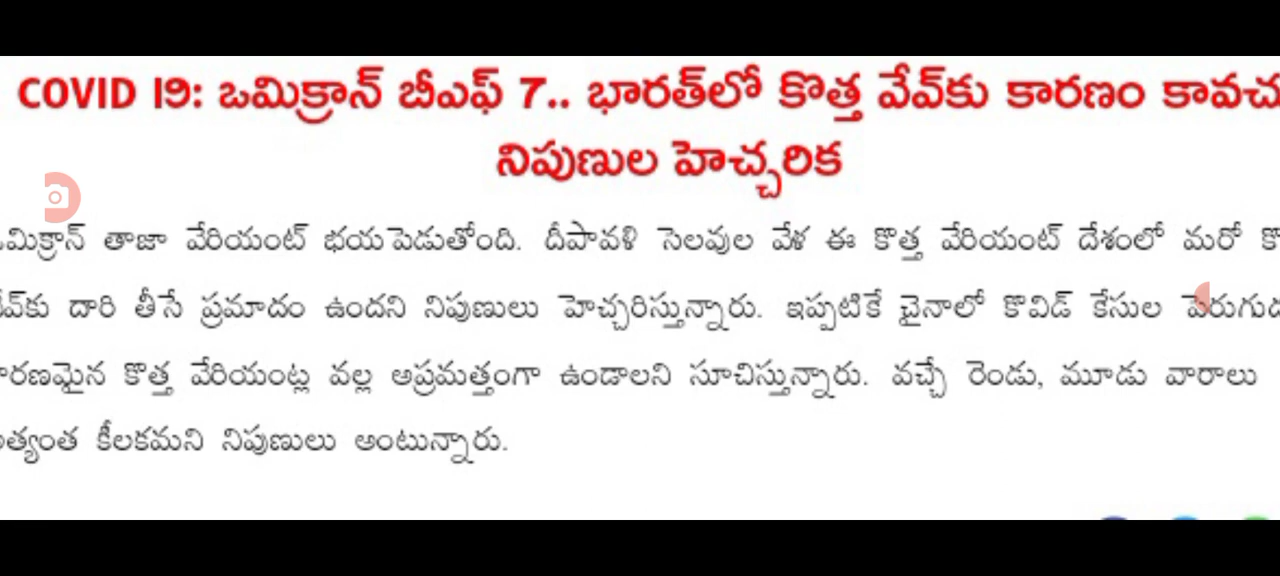 COVID 19: ఒమిక్రాన్ బీఎఫ్ 7.. భారత్‌లో కొత్త వేవ్‌కు కారణం కావచ
నిపుణుల హెచ్చరిక
మిక్రాన్ తాజా వేరియంట్ భయపెడుతోంది. దీపావళి సెలవుల వేళ ఈ కొత్త వేరియంట్ దేశంలో మరో కొ
వ్‌కు దారి తీసే ప్రమాదం ఉందని నిపుణులు హెచ్చరిస్తున్నారు. ఇప్పటికే చైనాలో కొవిడ్ కేసుల పెరుగుద
రణమైన కొత్త వేరియంట్ల వల్ల అప్రమత్తంగా ఉండాలని సూచిస్తున్నారు. వచ్చే రెండు, మూడు వారాలు
త్యంత కీలకమని నిపుణులు అంటున్నారు.